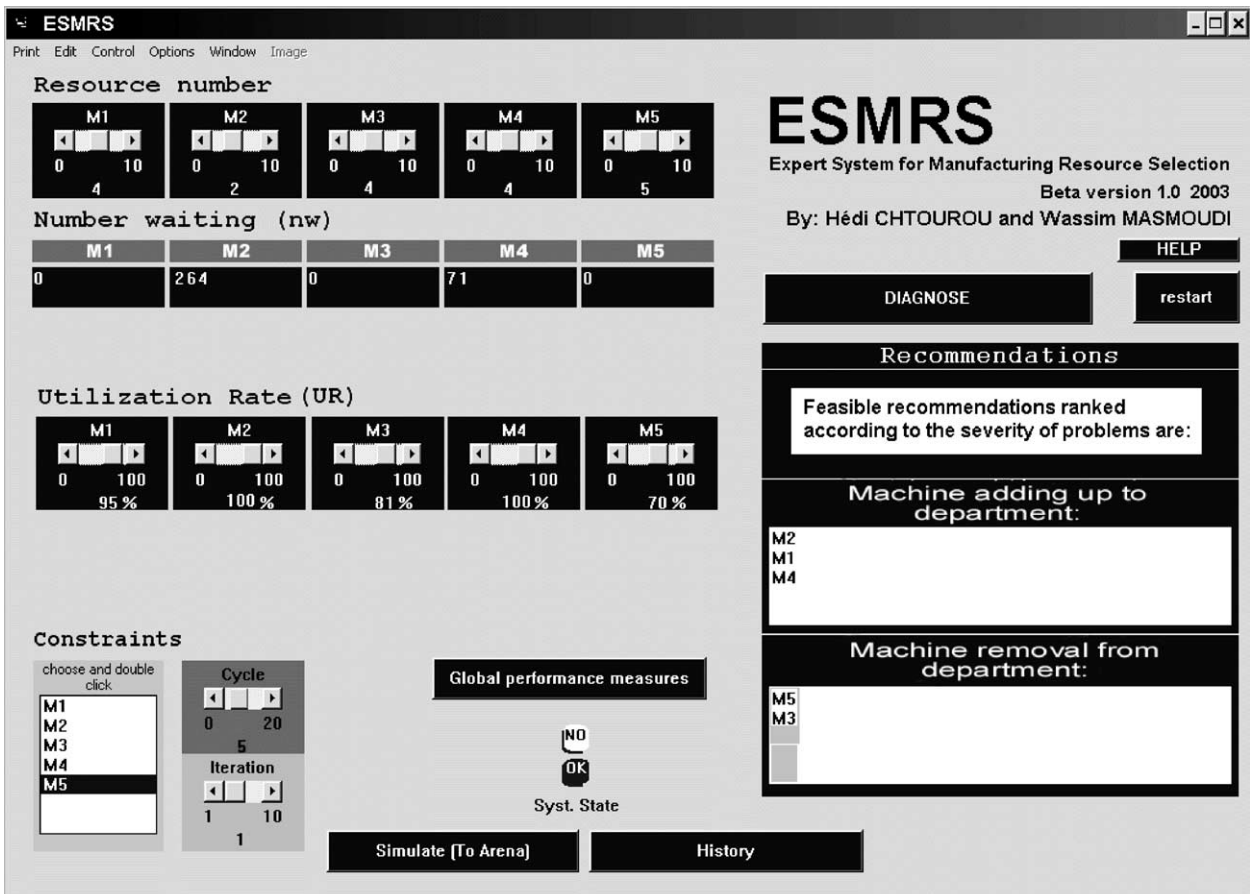 ESMRS
Print Edit Control Options Window Image
Resource number
M1 M2 M3 M4 M5
0 10 0 10 0 10 0 10 0 10
4 2 4 4 5
Number waiting (nw)
M1 M2 M3 M4 M5
0 264 0 71 0
Utilization Rate (UR)
M1 M2 M3 M4 M5
0 100 0 100 0 100 0 100 0 100
95 % 100 % 81 % 100 % 70 %
Constraints
choose and double
click
M1
M2
M3
M4
M5
Cycle
0 20
5
Iteration
1 10
1
Global performance measures
NO
OK
Syst. State
Simulate (To Arena)
History
ESMRS
Expert System for Manufacturing Resource Selection
Beta version 1.0 2003
By: Hédi CHTOUROU and Wassim MASMOUDI
HELP
DIAGNOSE
restart
Recommendations
Feasible recommendations ranked
according to the severity of problems are:
Machine adding up to
department:
M2
M1
M4
Machine removal from
department:
M5
M3